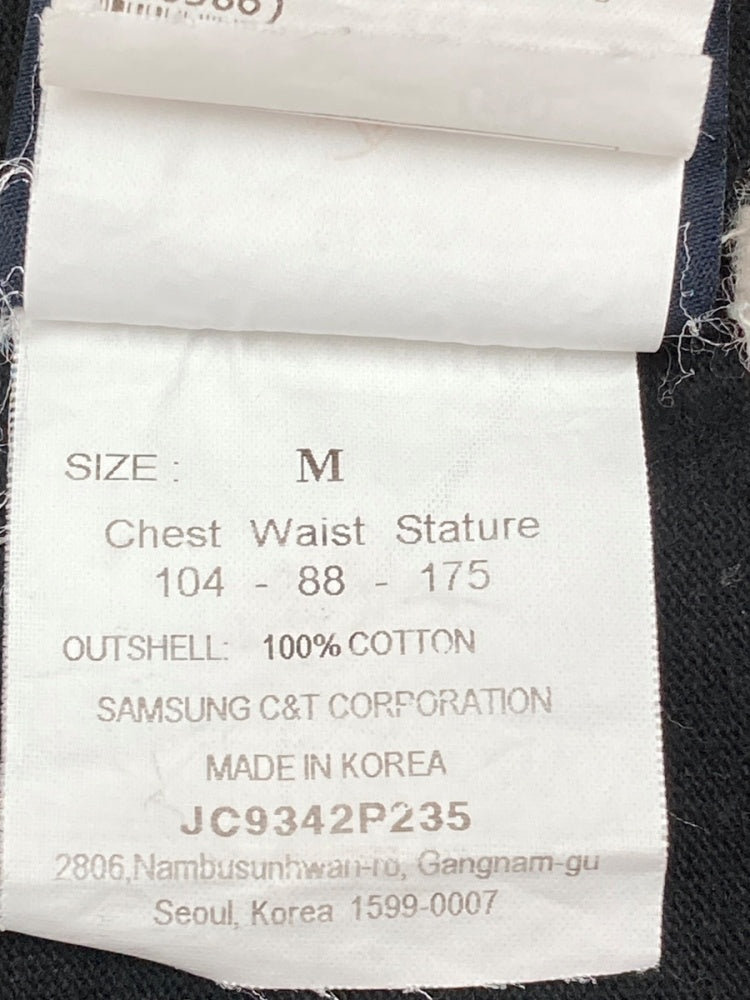 SIZE : M
Chest Waist Stature
104 - 88 - 175
OUTSHELL: 100% COTTON
SAMSUNG C&T CORPORATION
MADE IN KOREA
JC9342P235
2806,Nambusunhwan-ro, Gangnam-gu
Seoul, Korea 1599-0007